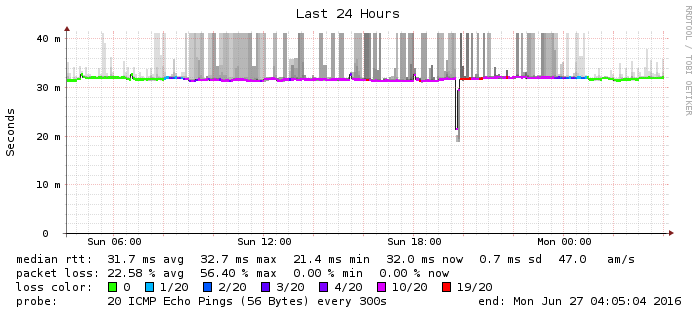 Last 24 Hours
RRDTOOL / TOBI OETIKER
Seconds
40 m
30 m
20 m
10 m
0
Sun 06:00 Sun 12:00 Sun 18:00 Mon 00:00
median rtt: 31.7 ms avg 32.7 ms max 21.4 ms min 32.0 ms now 0.7 ms sd 47.0 am/s
packet loss: 22.58 % avg 56.40 % max 0.00 % min 0.00 % now
loss color: 0 1/20 2/20 3/20 4/20 10/20 19/20
probe: 20 ICMP Echo Pings (56 Bytes) every 300s end: Mon Jun 27 04:05:04 2016